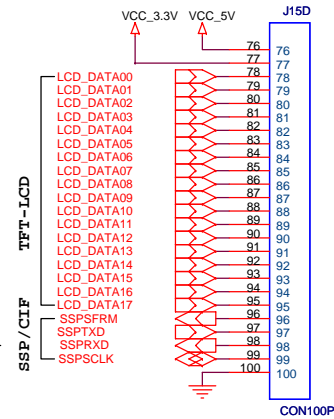 J15D
VCC_3.3V VCC_5V
76 76
77 77
LCD_DATA00 78 78
LCD_DATA01 79 79
LCD_DATA02 80 80
LCD_DATA03 81 81
LCD_DATA04 82 82
LCD_DATA05 83 83
LCD_DATA06 84 84
LCD_DATA07 85 85
LCD_DATA08 86 86
LCD_DATA09 87 87
LCD_DATA10 88 88
LCD_DATA11 89 89
LCD_DATA12 90 90
LCD_DATA13 91 91
LCD_DATA14 92 92
LCD_DATA15 93 93
LCD_DATA16 94 94
LCD_DATA17 95 95
SSPSFRM 96 96
SSPTXD 97 97
SSPRXD 98 98
SSPSCLK 99 99
100 100
TFT-LCD
SSP/CIF
CON100P